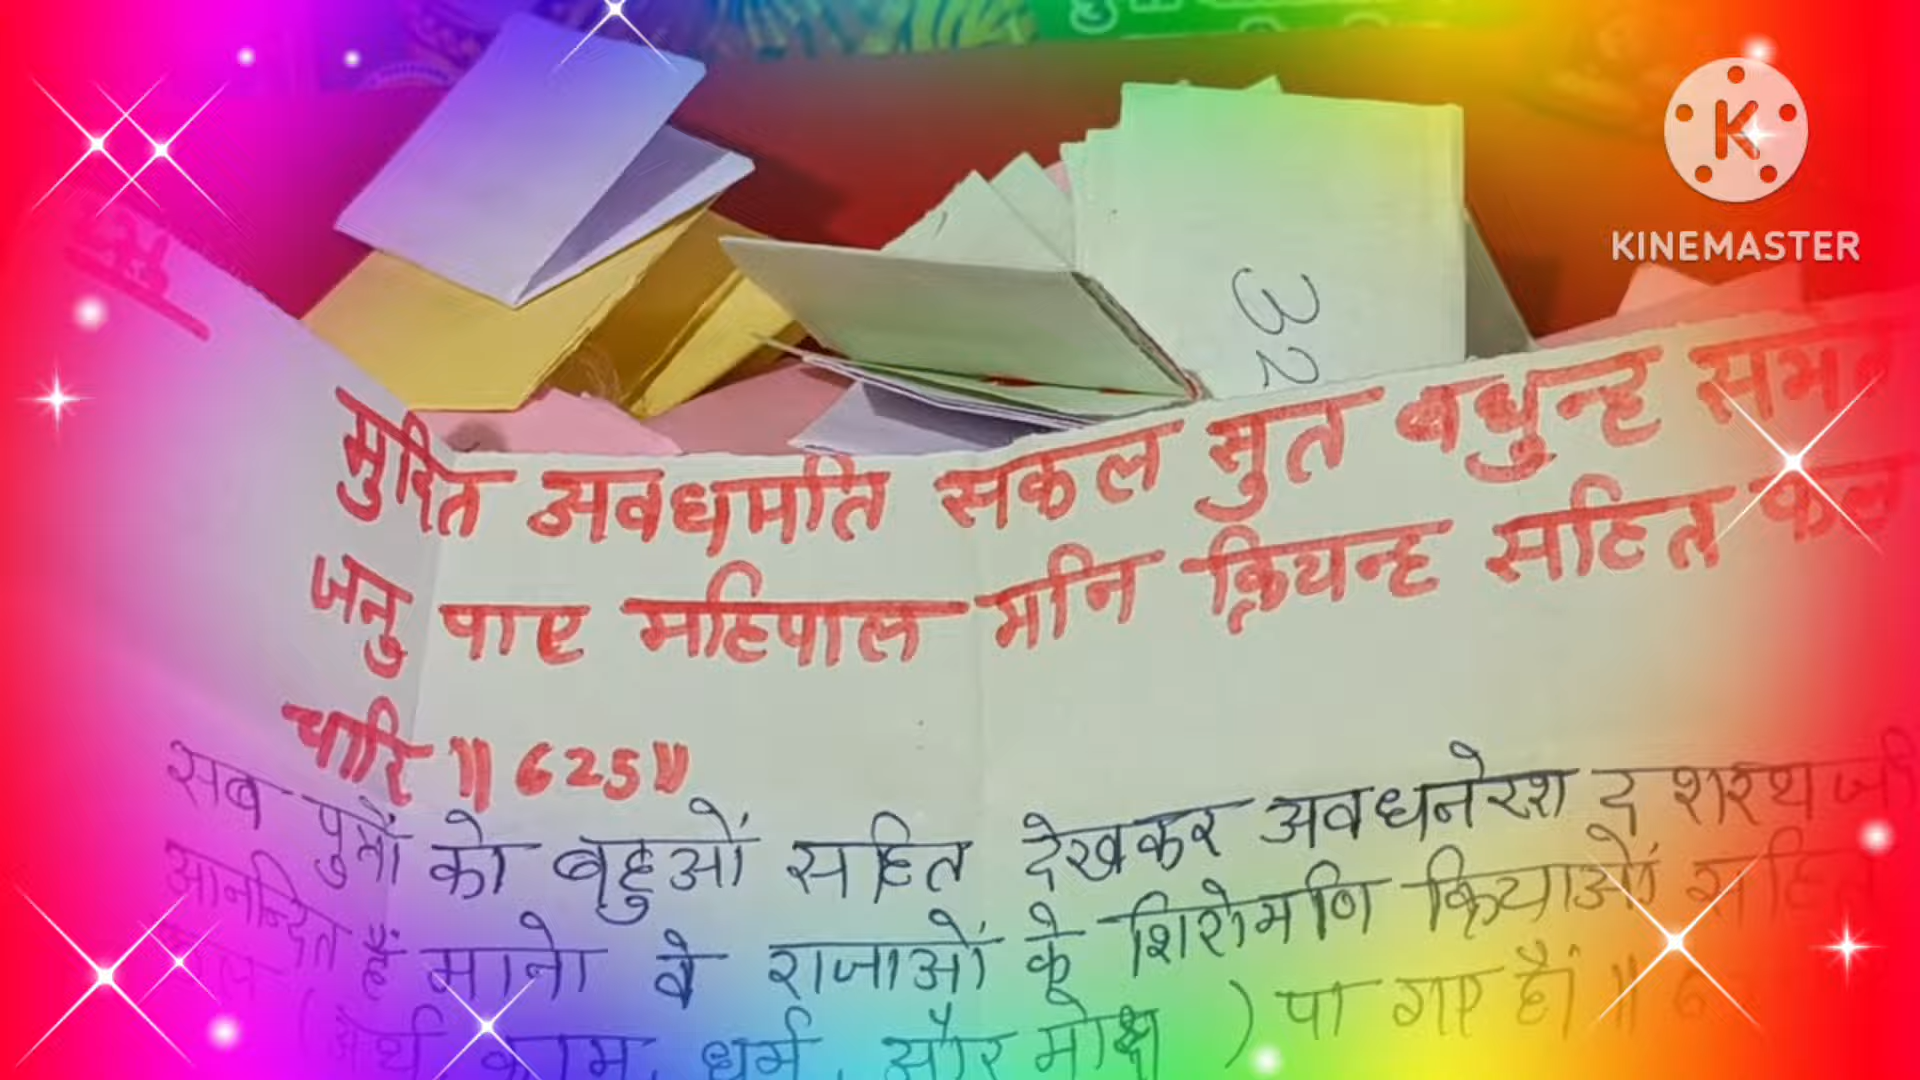 KINEMASTER
32
मुदित अवधपति सकल सुत बधुन्ह
जनु पाए महिपाल मनि क्रियन्ह सहित फल
चारि ॥ 625॥
सब पुत्रों को बहुओं सहित देखकर अवधनरेश दशरथ जी
आनन्दित हैं मानो वे राजाओं के शिरोमणि क्रियाओं सहित
(अर्थ, काम, धर्म, और मोक्ष ) पा गए हैं ॥